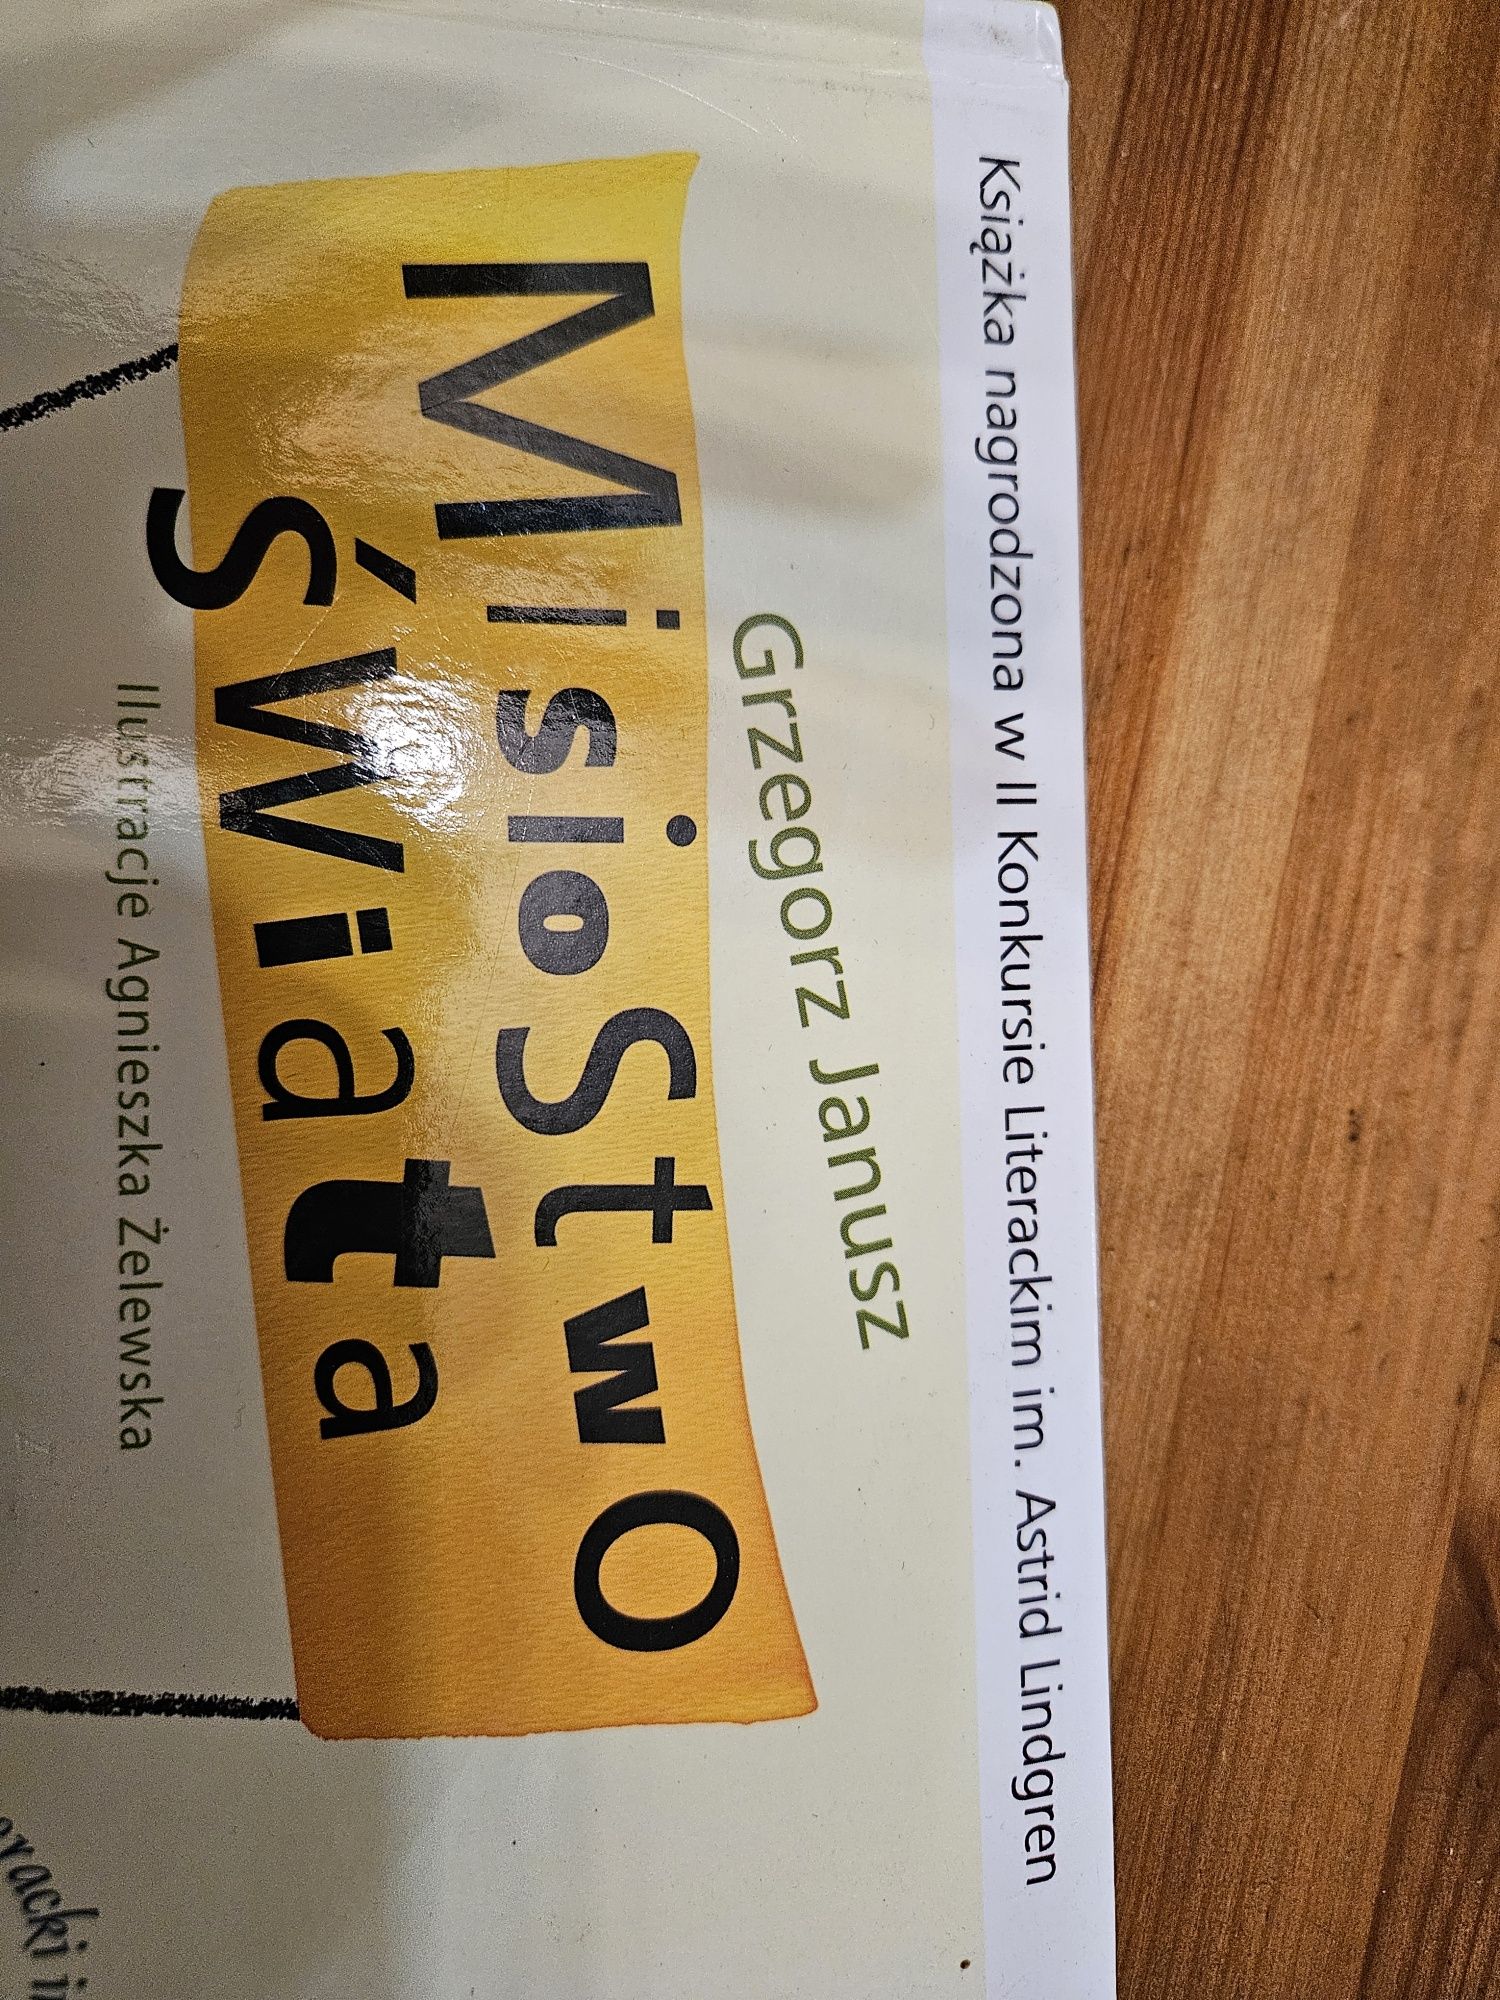 Książka nagrodzona w II Konkursie Literackim im. Astrid Lindgren
Grzegorz Janusz
MisioStwO
śWiata
Ilustracje Agnieszka Żelewska